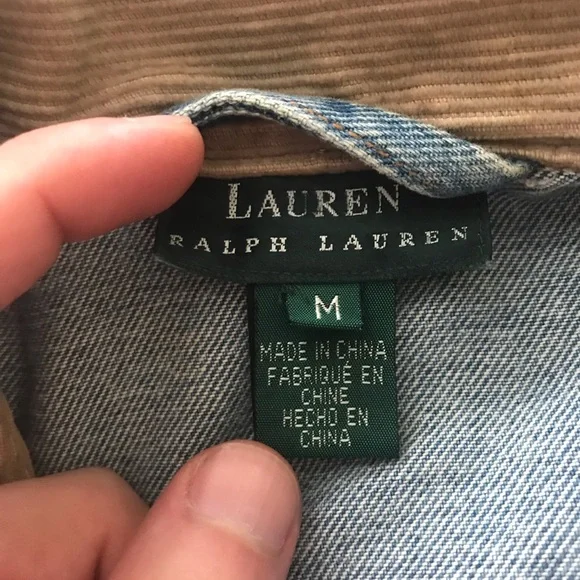 LAUREN
RALPH LAUREN
M
MADE IN CHINA
FABRIQUÉ EN
CHINE
HECHO EN
CHINA